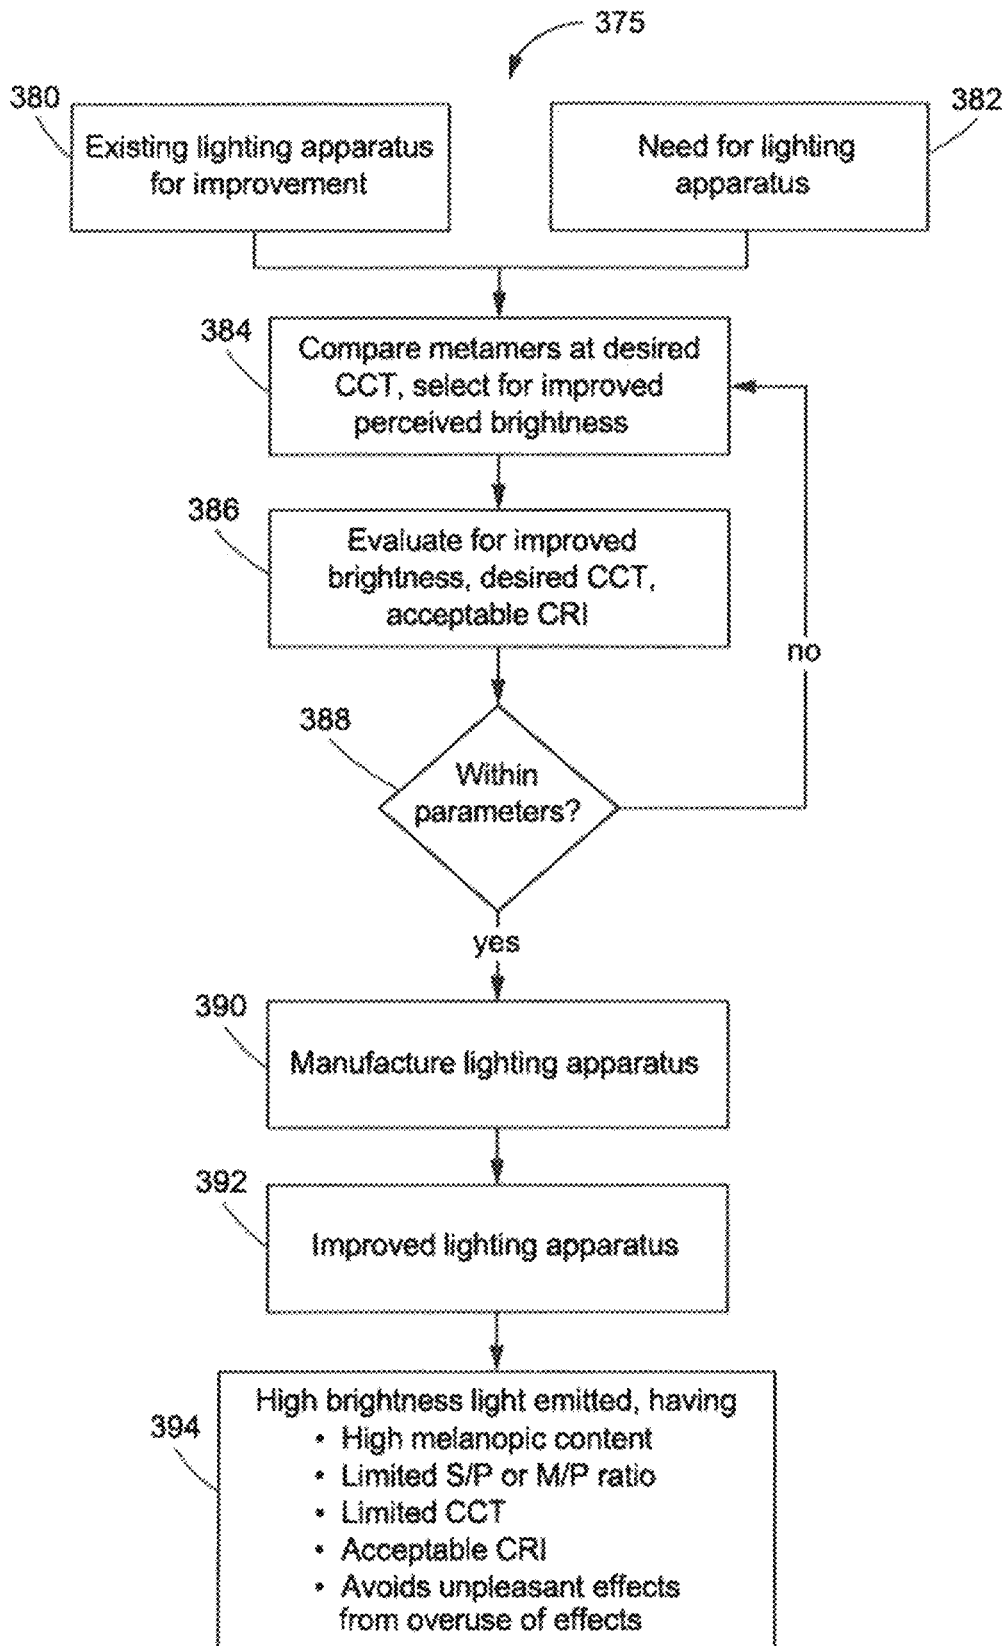 375
380
Existing lighting apparatus
for improvement
382
Need for lighting
apparatus
384
Compare metamers at desired
CCT, select for improved
perceived brightness
386
Evaluate for improved
brightness, desired CCT,
acceptable CRI
no
388
Within
parameters?
yes
390
Manufacture lighting apparatus
392
Improved lighting apparatus
394
High brightness light emitted, having
• High melanopic content
• Limited S/P or M/P ratio
• Limited CCT
• Acceptable CRI
• Avoids unpleasant effects
from overuse of effects